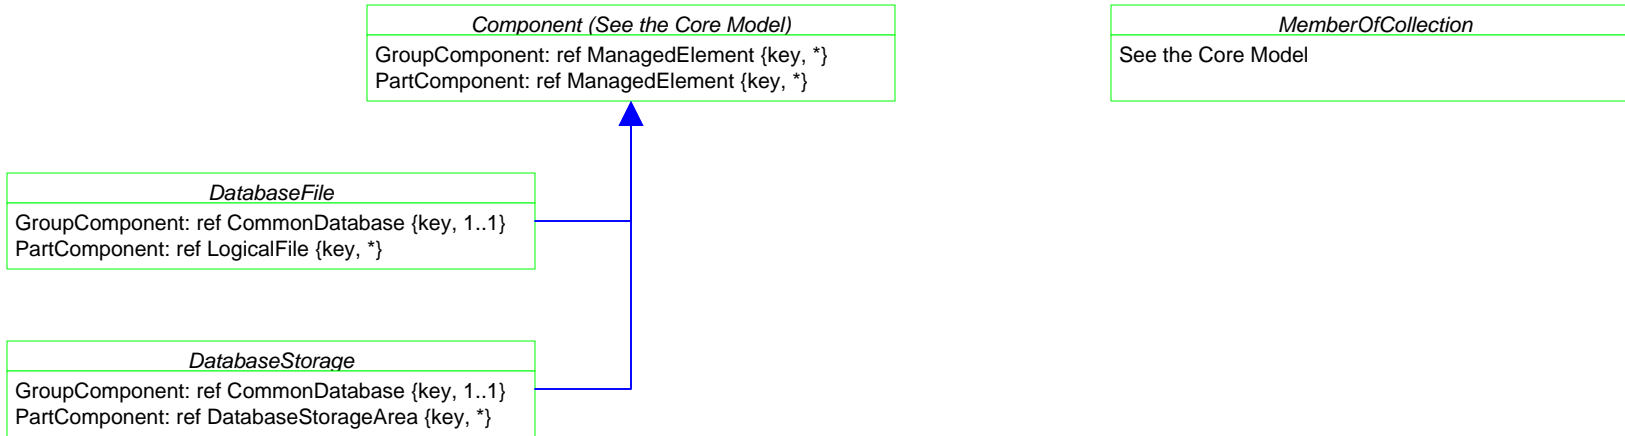 Component (See the Core Model)
GroupComponent: ref ManagedElement {key, *}
PartComponent: ref ManagedElement {key, *}
MemberOfCollection
See the Core Model
DatabaseFile
GroupComponent: ref CommonDatabase {key, 1..1}
PartComponent: ref LogicalFile {key, *}
DatabaseStorage
GroupComponent: ref CommonDatabase {key, 1..1}
PartComponent: ref DatabaseStorageArea {key, *}